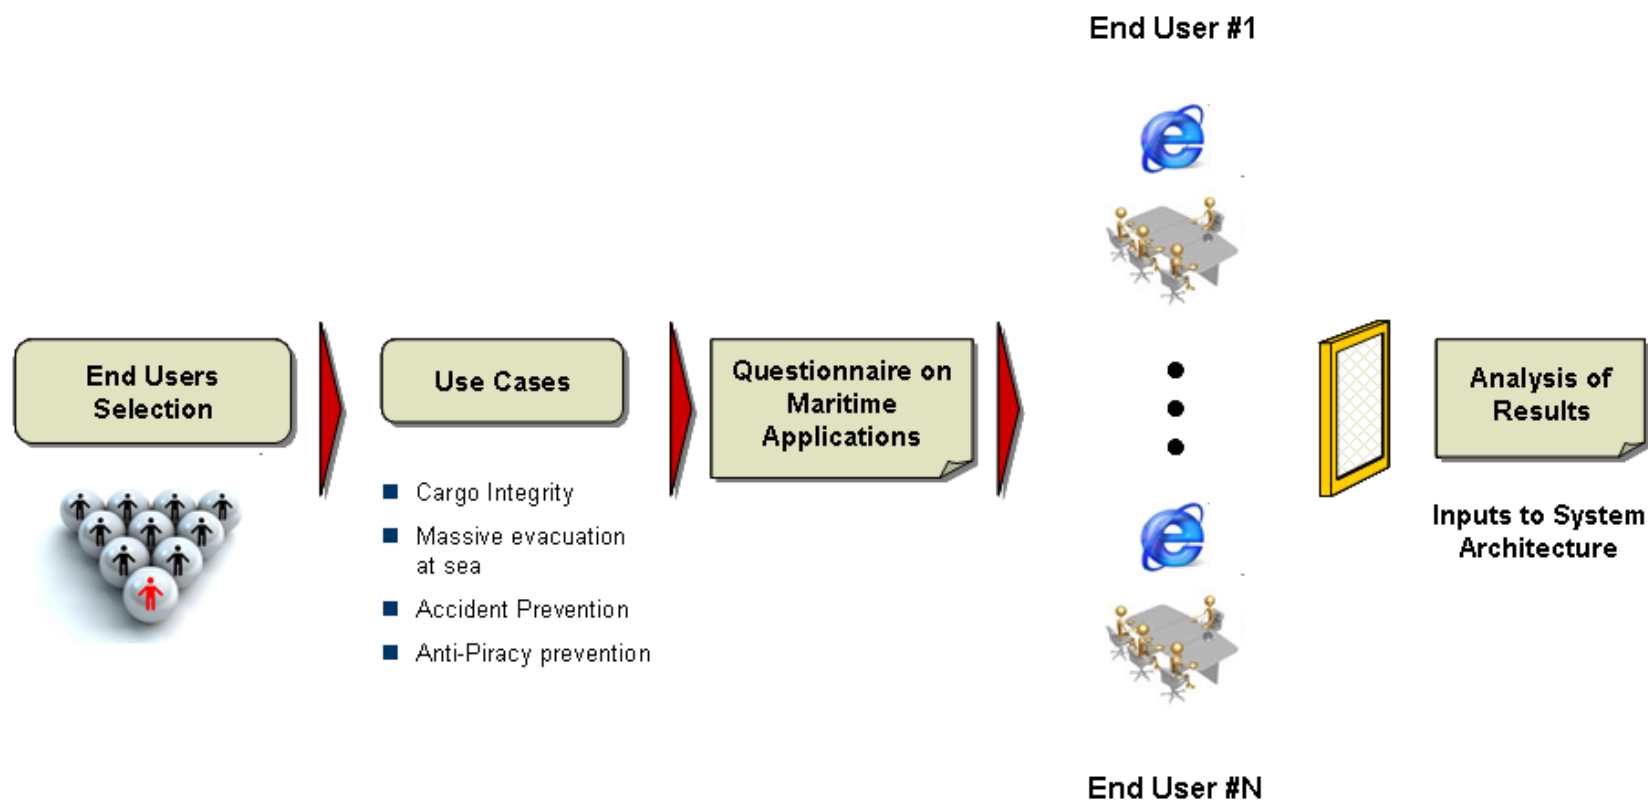 End User #1
End Users
Selection
Use Cases
Cargo Integrity
Massive evacuation
at sea
Accident Prevention
Anti-Piracy prevention
Questionnaire on
Maritime
Applications
Analysis of
Results
Inputs to System
Architecture
End User #N